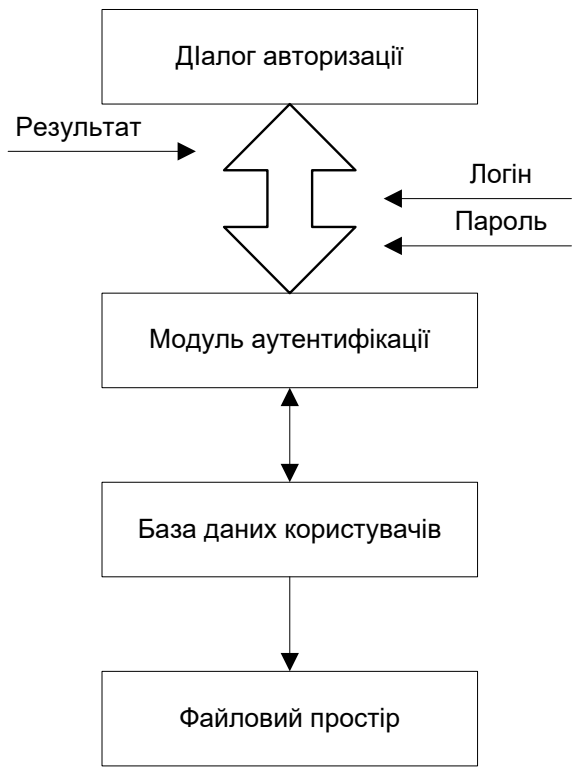 ДІалог авторизації
Результат
Логін
Пароль
Модуль аутентифікації
База даних користувачів
Файловий простір